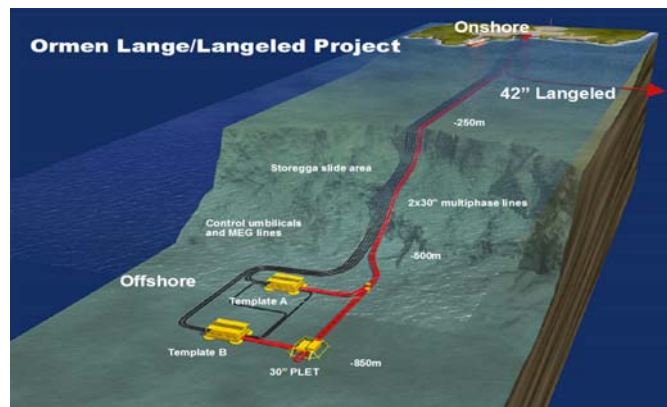 Onshore
Ormen Lange/Langeled Project
42" Langeled
-250m
Storegga slide area
2x30" multiphase lines
Control umbilicals
and MEG lines
-500m
Offshore
Template A
Template B
-850m
30" PLET